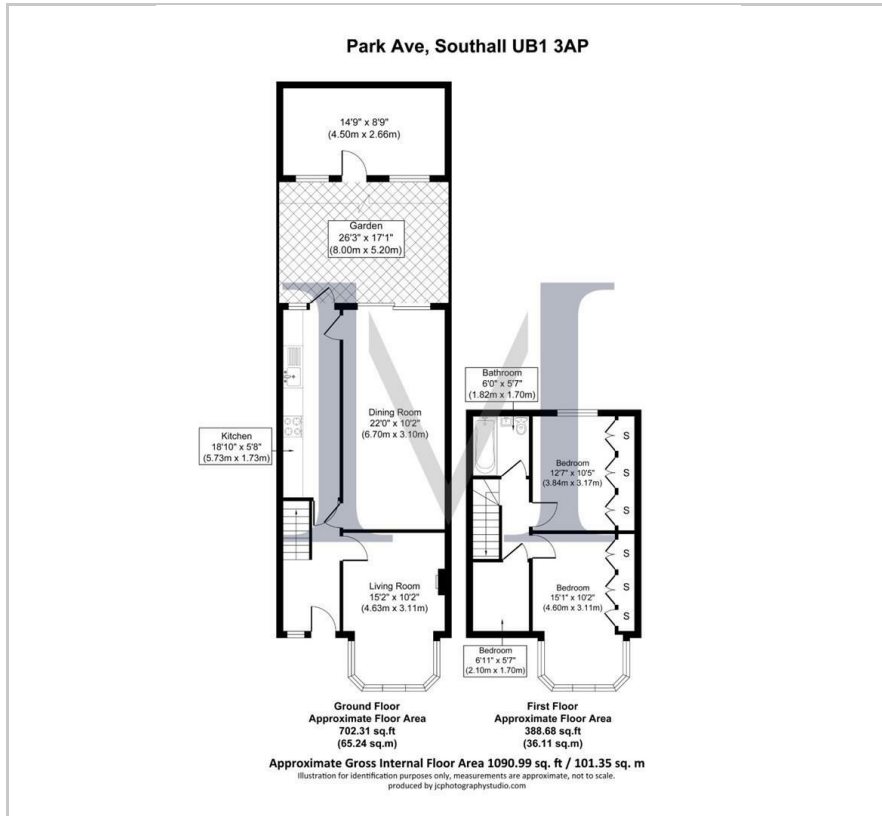 Park Ave, Southall UB1 3AP
14'9" x 8'9"
(4.50m x 2.66m)
Garden
26'3" x 17'1"
(8.00m x 5.20m)
Kitchen
18'10" x 5'8"
(5.73m x 1.73m)
Dining Room
22'0" x 10'2"
(6.70m x 3.10m)
Living Room
15'2" x 10'2"
(4.63m x 3.11m)
Bathroom
6'0" x 5'7"
(1.82m x 1.70m)
Bedroom
12'7" x 10'5"
(3.84m x 3.17m)
S
S
S
Bedroom
15'1" x 10'2"
(4.60m x 3.11m)
S
S
S
Bedroom
6'11" x 5'7"
(2.10m x 1.70m)
Ground Floor
Approximate Floor Area
702.31 sq.ft
(65.24 sq.m)
First Floor
Approximate Floor Area
388.68 sq.ft
(36.11 sq.m)
Approximate Gross Internal Floor Area 1090.99 sq. ft / 101.35 sq. m
Illustration for identification purposes only, measurements are approximate, not to scale.
produced by jcphotographystudio.com
IMI